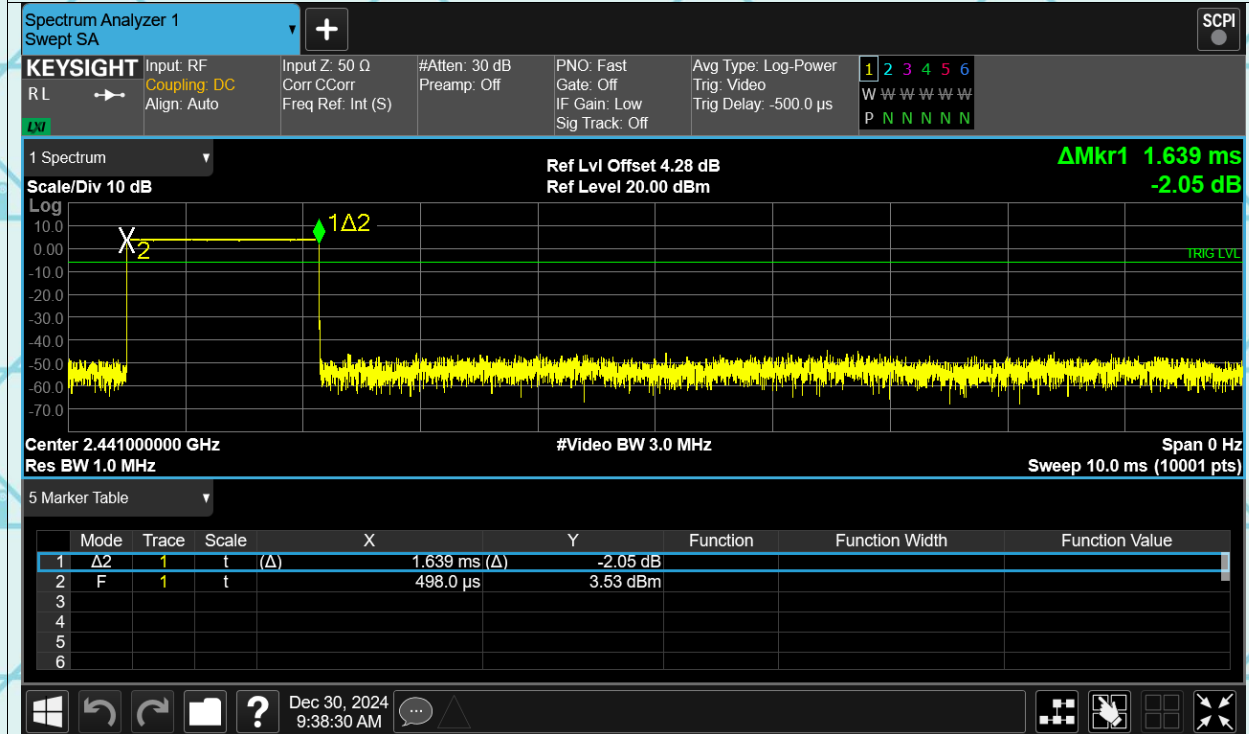 Spectrum Analyzer 1
Swept SA
SCPI
KEYSIGHT
RL
LXI
Input: RF
Coupling: DC
Align: Auto
Input Z: 50 Ω
Corr CCorr
Freq Ref: Int (S)
#Atten: 30 dB
Preamp: Off
PNO: Fast
Gate: Off
IF Gain: Low
Sig Track: Off
Avg Type: Log-Power
Trig: Video
Trig Delay: -500.0 µs
1 2 3 4 5 6
W W W W W W
P N N N N N
1 Spectrum
Scale/Div 10 dB
Ref Lvl Offset 4.28 dB
Ref Level 20.00 dBm
ΔMkr1 1.639 ms
-2.05 dB
Log
10.0
0.00
-10.0
-20.0
-30.0
-40.0
-50.0
-60.0
-70.0
1Δ2
2
TRIG LVL
Center 2.441000000 GHz #Video BW 3.0 MHz Span 0 Hz
Res BW 1.0 MHz Sweep 10.0 ms (10001 pts)
5 Marker Table
Mode Trace Scale X Y Function Function Width Function Value
1 Δ2 1 t (Δ) 1.639 ms (Δ) -2.05 dB
2 F 1 t 498.0 µs 3.53 dBm
3
4
5
6
?
Dec 30, 2024
9:38:30 AM